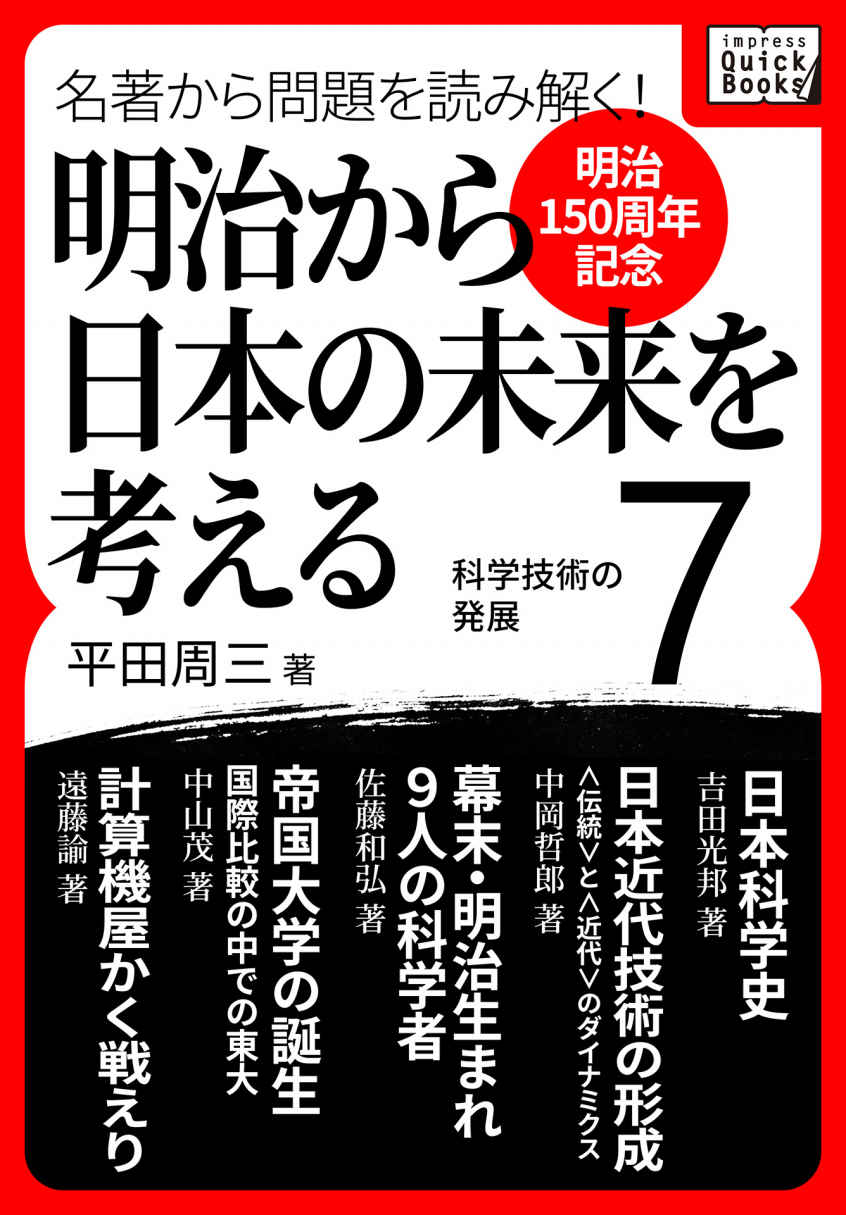 impress
Quick
Books
名著から問題を読み解く!
明治
150周年
記念
明治から
日本の未来を
考える
7
科学技術の
発展
平田周三 著
日本科学史
吉田光邦 著
日本近代技術の形成
<伝統>と<近代>のダイナミクス
中岡哲郎 著
幕末・明治生まれ
9人の科学者
佐藤和弘 著
帝国大学の誕生
国際比較の中での東大
中山茂 著
計算機屋かく戦えり
遠藤諭 著